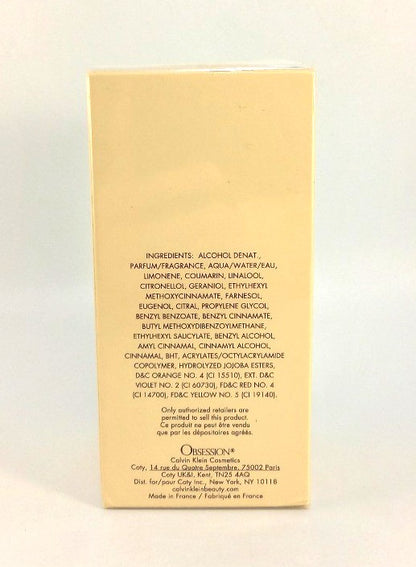 INGREDIENTS: ALCOHOL DENAT.,
PARFUM/FRAGRANCE, AQUA/WATER/EAU,
LIMONENE, COUMARIN, LINALOOL,
CITRONELLOL, GERANIOL, ETHYLHEXYL
METHOXYCINNAMATE, FARNESOL,
EUGENOL, CITRAL, PROPYLENE GLYCOL,
BENZYL BENZOATE, BENZYL CINNAMATE,
BUTYL METHOXYDIBENZOYLMETHANE,
ETHYLHEXYL SALICYLATE, BENZYL ALCOHOL,
AMYL CINNAMAL, CINNAMYL ALCOHOL,
CINNAMAL, BHT, ACRYLATES/OCTYLACRYLAMIDE
COPOLYMER, HYDROLYZED JOJOBA ESTERS,
D&C ORANGE NO. 4 (CI 15510), EXT. D&C
VIOLET NO. 2 (CI 60730), FD&C RED NO. 4
(CI 14700), FD&C YELLOW NO. 5 (CI 19140).
Only authorized retailers are
permitted to sell this product.
Ce produit ne peut être vendu
que par les dépositaires agréés.
OBSESSION®
Calvin Klein Cosmetics
Coty, 14 rue du Quatre Septembre, 75002 Paris
Coty UK&I, Kent, TN25 4AQ
Dist. for/pour Coty Inc., New York, NY 10118
calvinkleinbeauty.com
Made in France / Fabriqué en France